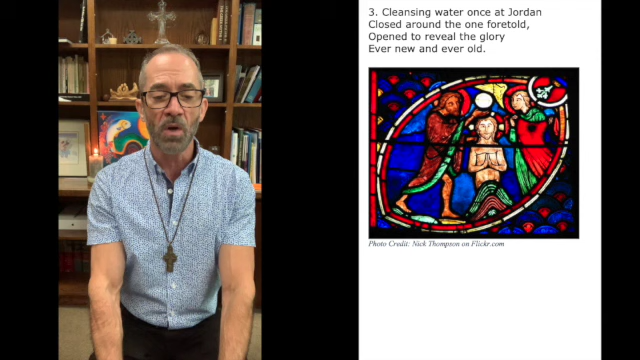 3. Cleansing water once at Jordan
Closed around the one foretold,
Opened to reveal the glory
Ever new and ever old.
Photo Credit: Nick Thompson on Flickr.com